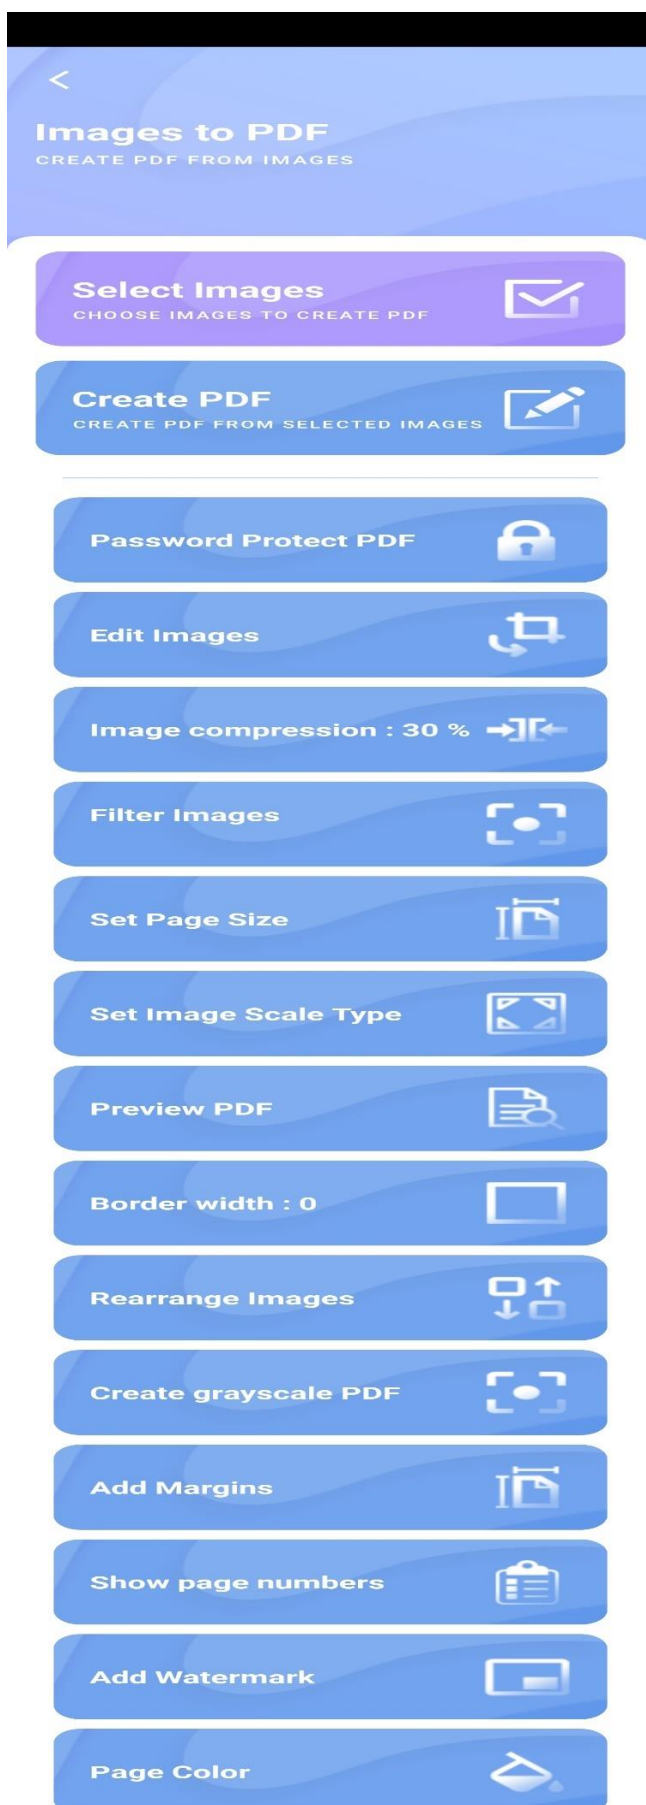 Images to PDF
CREATE PDF FROM IMAGES
Select Images
CHOOSE IMAGES TO CREATE PDF
Create PDF
CREATE PDF FROM SELECTED IMAGES
Password Protect PDF
Edit Images
Image compression : 30 %
Filter Images
Set Page Size
Set Image Scale Type
Preview PDF
Border width : 0
Rearrange Images
Create grayscale PDF
Add Margins
Show page numbers
Add Watermark
Page Color